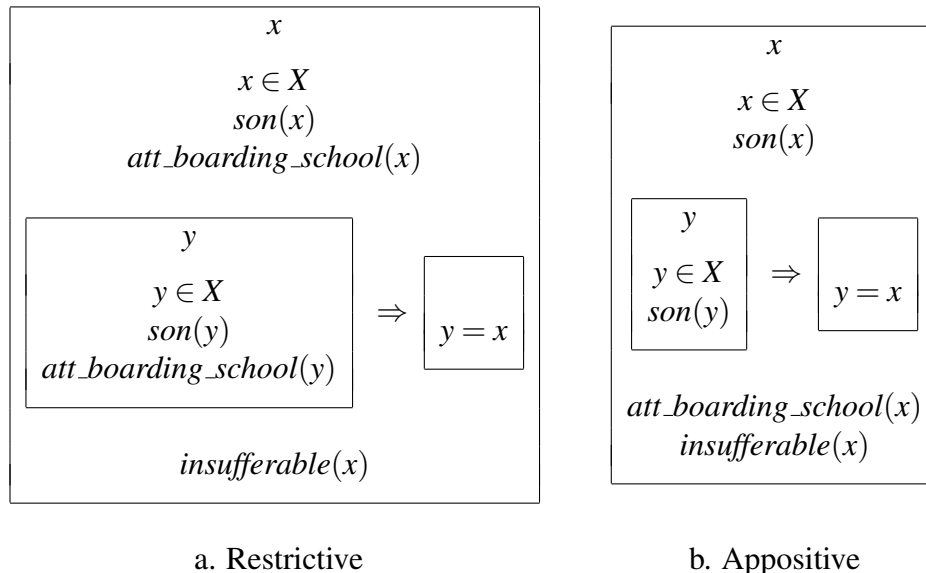 x
x ∈ X
son(x)
att_boarding_school(x)
y
y ∈ X
son(y)
att_boarding_school(y)
⇒
y = x
insufferable(x)
a. Restrictive
x
x ∈ X
son(x)
y
y ∈ X
son(y)
⇒
y = x
att_boarding_school(x)
insufferable(x)
b. Appositive